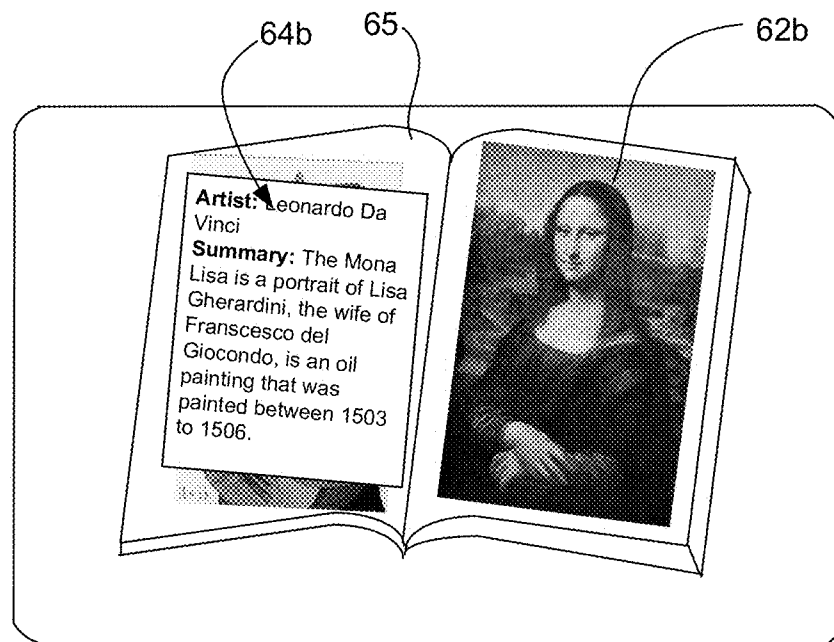 64b
65
62b
Artist: Leonardo Da
Vinci
Summary: The Mona
Lisa is a portrait of Lisa
Gherardini, the wife of
Franscesco del
Giocondo, is an oil
painting that was
painted between 1503
to 1506.